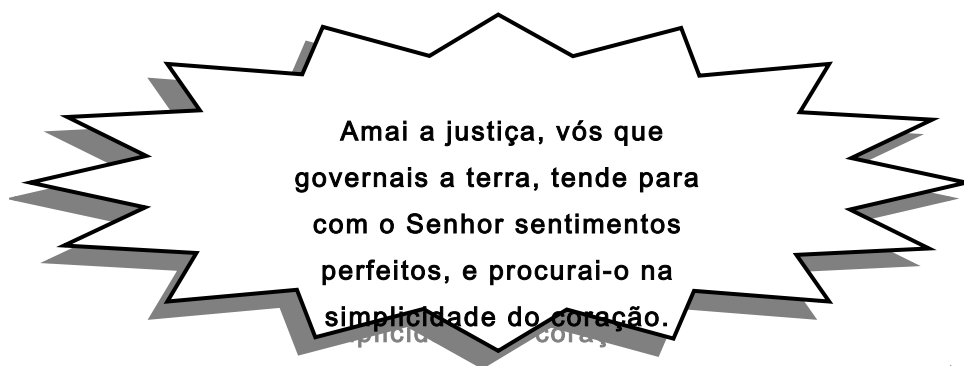 Amai a justiça, vós que
governais a terra, tende para
com o Senhor sentimentos
perfeitos, e procurai-o na
simplicidade do coração.